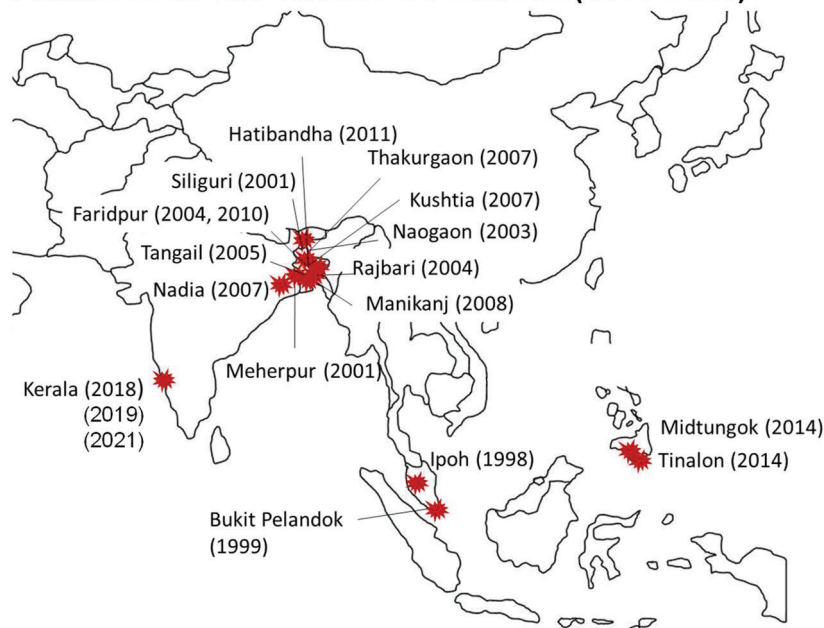 Hatibandha (2011)
Thakurgaon (2007)
Siliguri (2001)
Kushtia (2007)
Faridpur (2004, 2010)
Naogaon (2003)
Tangail (2005)
Rajbari (2004)
Nadia (2007)
Manikanj (2008)
Meherpur (2001)
Kerala (2018)
(2019)
(2021)
Midtungok (2014)
Tinalon (2014)
Ipoh (1998)
Bukit Pelandok
(1999)